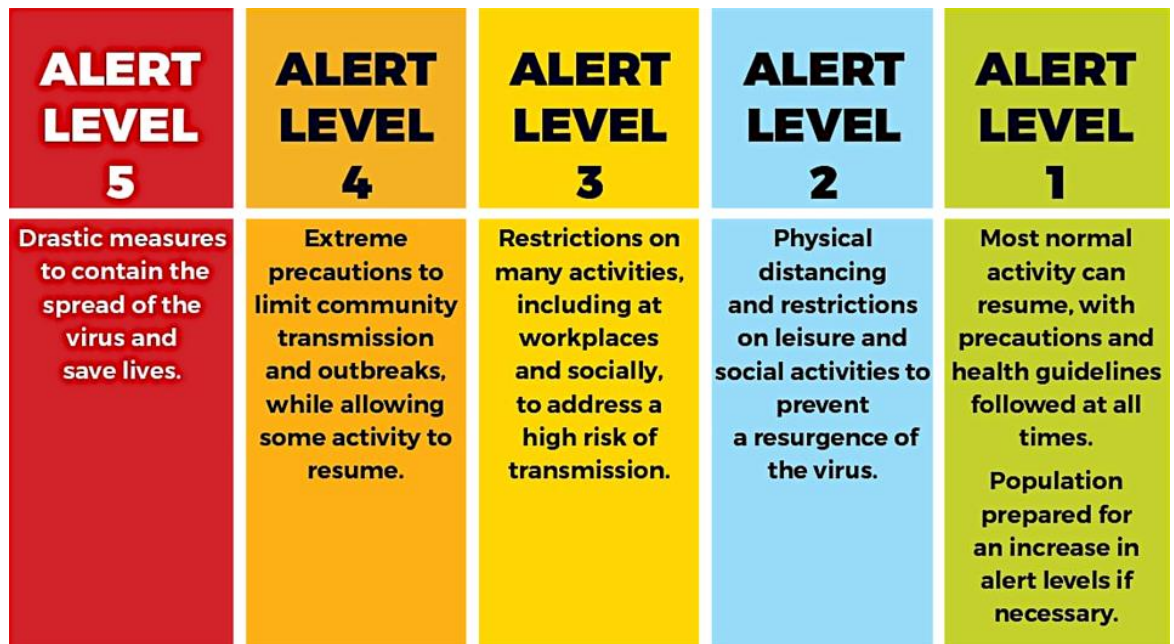 ALERT
LEVEL
5
Drastic measures
to contain the
spread of the
virus and
save lives.
ALERT
LEVEL
4
Extreme
precautions to
limit community
transmission
and outbreaks,
while allowing
some activity to
resume.
ALERT
LEVEL
3
Restrictions on
many activities,
including at
workplaces
and socially,
to address a
high risk of
transmission.
ALERT
LEVEL
2
Physical
distancing
and restrictions
on leisure and
social activities to
prevent
a resurgence of
the virus.
ALERT
LEVEL
1
Most normal
activity can
resume, with
precautions and
health guidelines
followed at all
times.
Population
prepared for
an increase in
alert levels if
necessary.